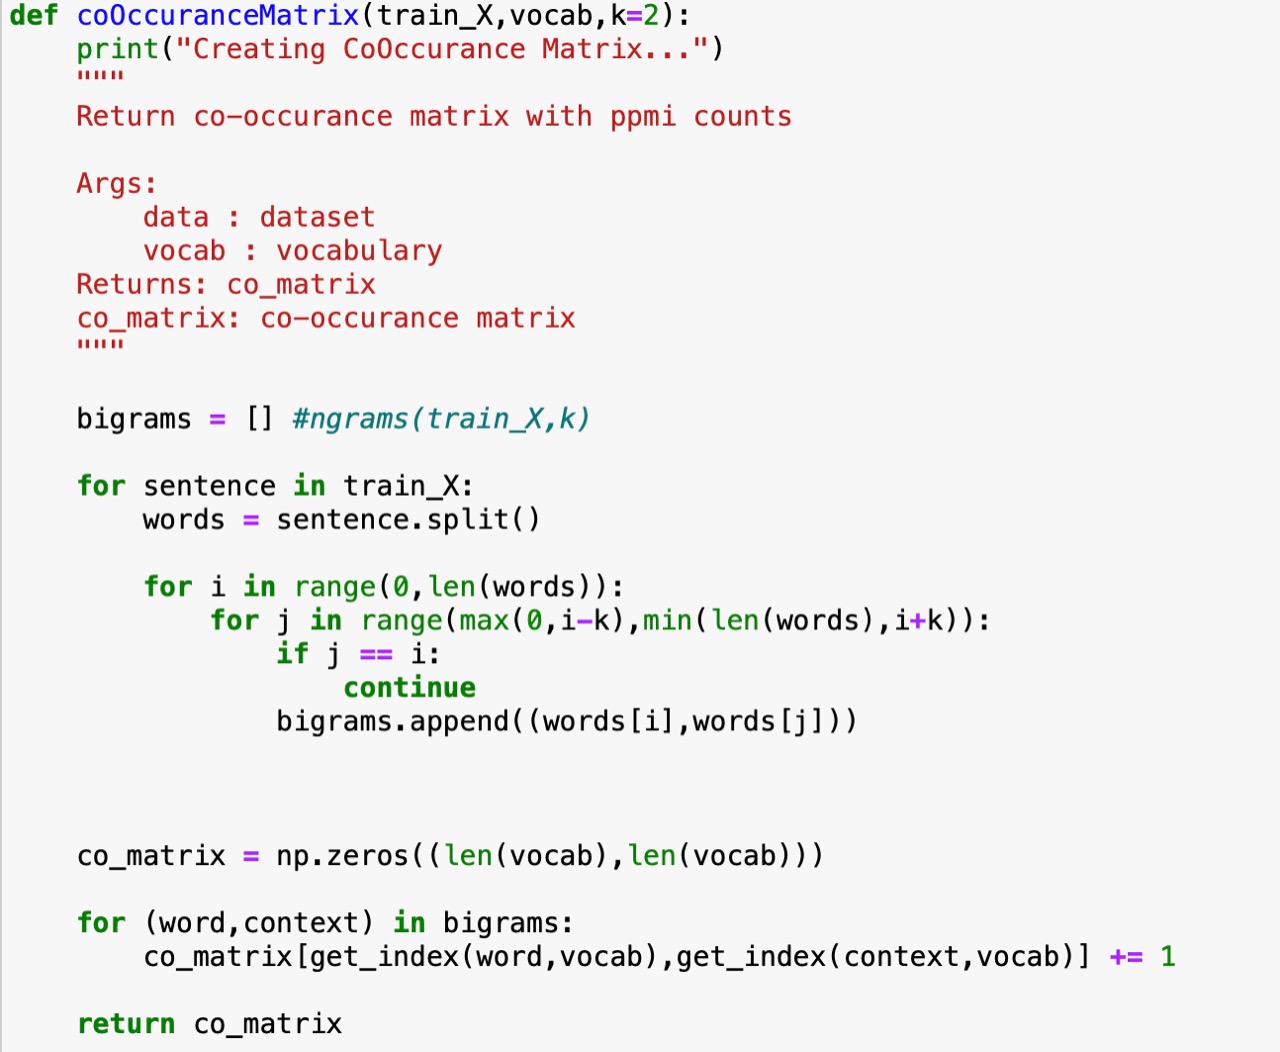 def coOccuranceMatrix(train_X,vocab,k=2):
    print("Creating CoOccurance Matrix...")
    """
    Return co-occurance matrix with ppmi counts

    Args:
        data : dataset
        vocab : vocabulary
    Returns: co_matrix
    co_matrix: co-occurance matrix
    """

    bigrams = [] #ngrams(train_X,k)

    for sentence in train_X:
        words = sentence.split()

        for i in range(0,len(words)):
            for j in range(max(0,i-k),min(len(words),i+k)):
                if j == i:
                    continue
                bigrams.append((words[i],words[j]))

    co_matrix = np.zeros((len(vocab),len(vocab)))

    for (word,context) in bigrams:
        co_matrix[get_index(word,vocab),get_index(context,vocab)] += 1

    return co_matrix